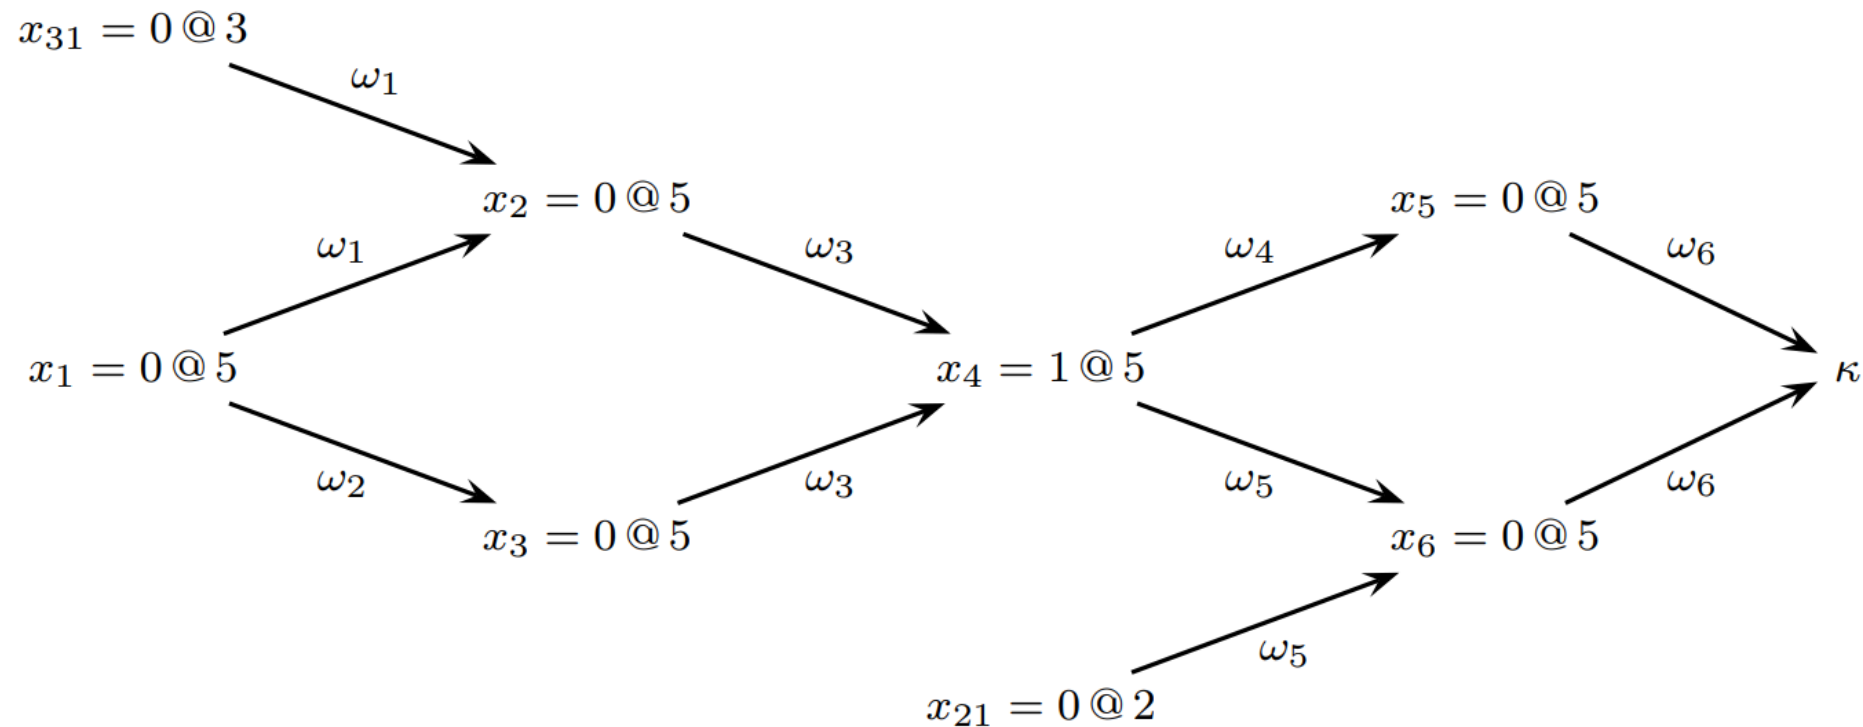 x₃₁ = 0 @ 3
ω₁
x₂ = 0 @ 5
x₅ = 0 @ 5
ω₁
ω₃
ω₄
ω₆
x₁ = 0 @ 5
x₄ = 1 @ 5
κ
ω₂
ω₃
ω₅
ω₆
x₃ = 0 @ 5
x₆ = 0 @ 5
ω₅
x₂₁ = 0 @ 2